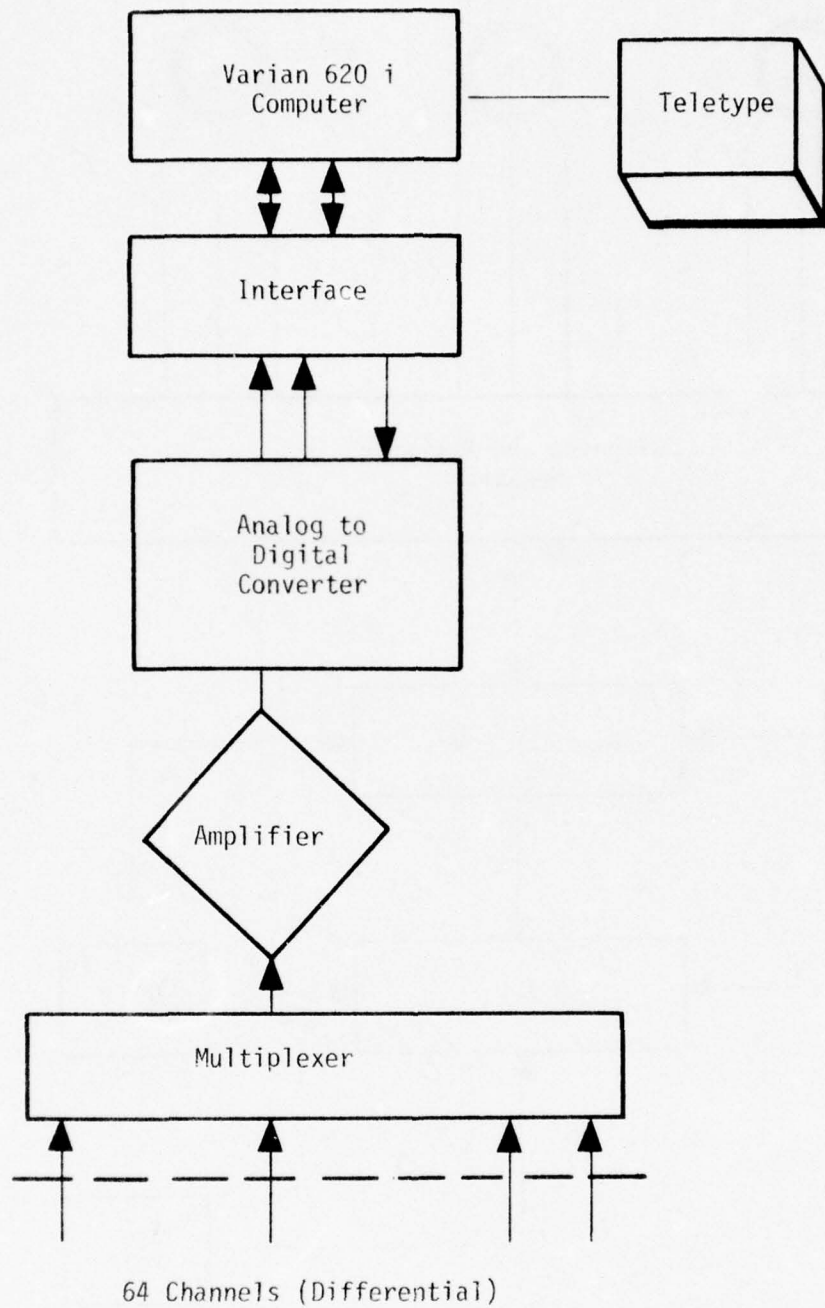 Varian 620 i
Computer
Teletype
Interface
Analog to
Digital
Converter
Amplifier
Multiplexer
64 Channels (Differential)